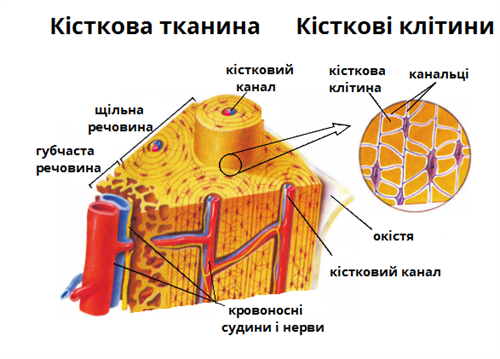 Кісткова тканина
Кісткові клітини
кістковий
канал
кісткова
клітина
канальці
щільна
речовина
губчаста
речовина
окістя
кістковий канал
кровоносні
судини і нерви